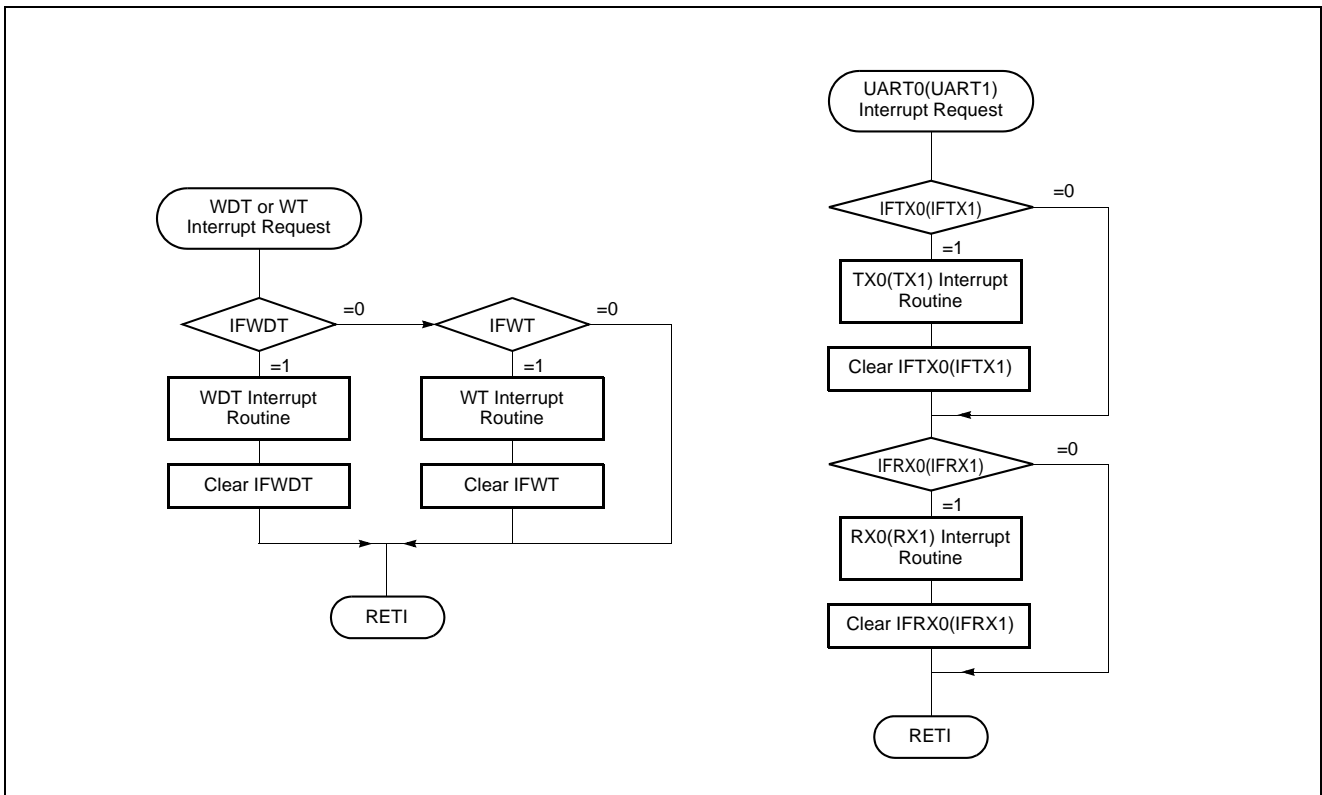 WDT or WT
Interrupt Request
IFWDT
=0
IFWT
=0
=1
=1
WDT Interrupt
Routine
WT Interrupt
Routine
Clear IFWDT
Clear IFWT
RETI
UART0(UART1)
Interrupt Request
IFTX0(IFTX1)
=0
=1
TX0(TX1) Interrupt
Routine
Clear IFTX0(IFTX1)
IFRX0(IFRX1)
=0
=1
RX0(RX1) Interrupt
Routine
Clear IFRX0(IFRX1)
RETI